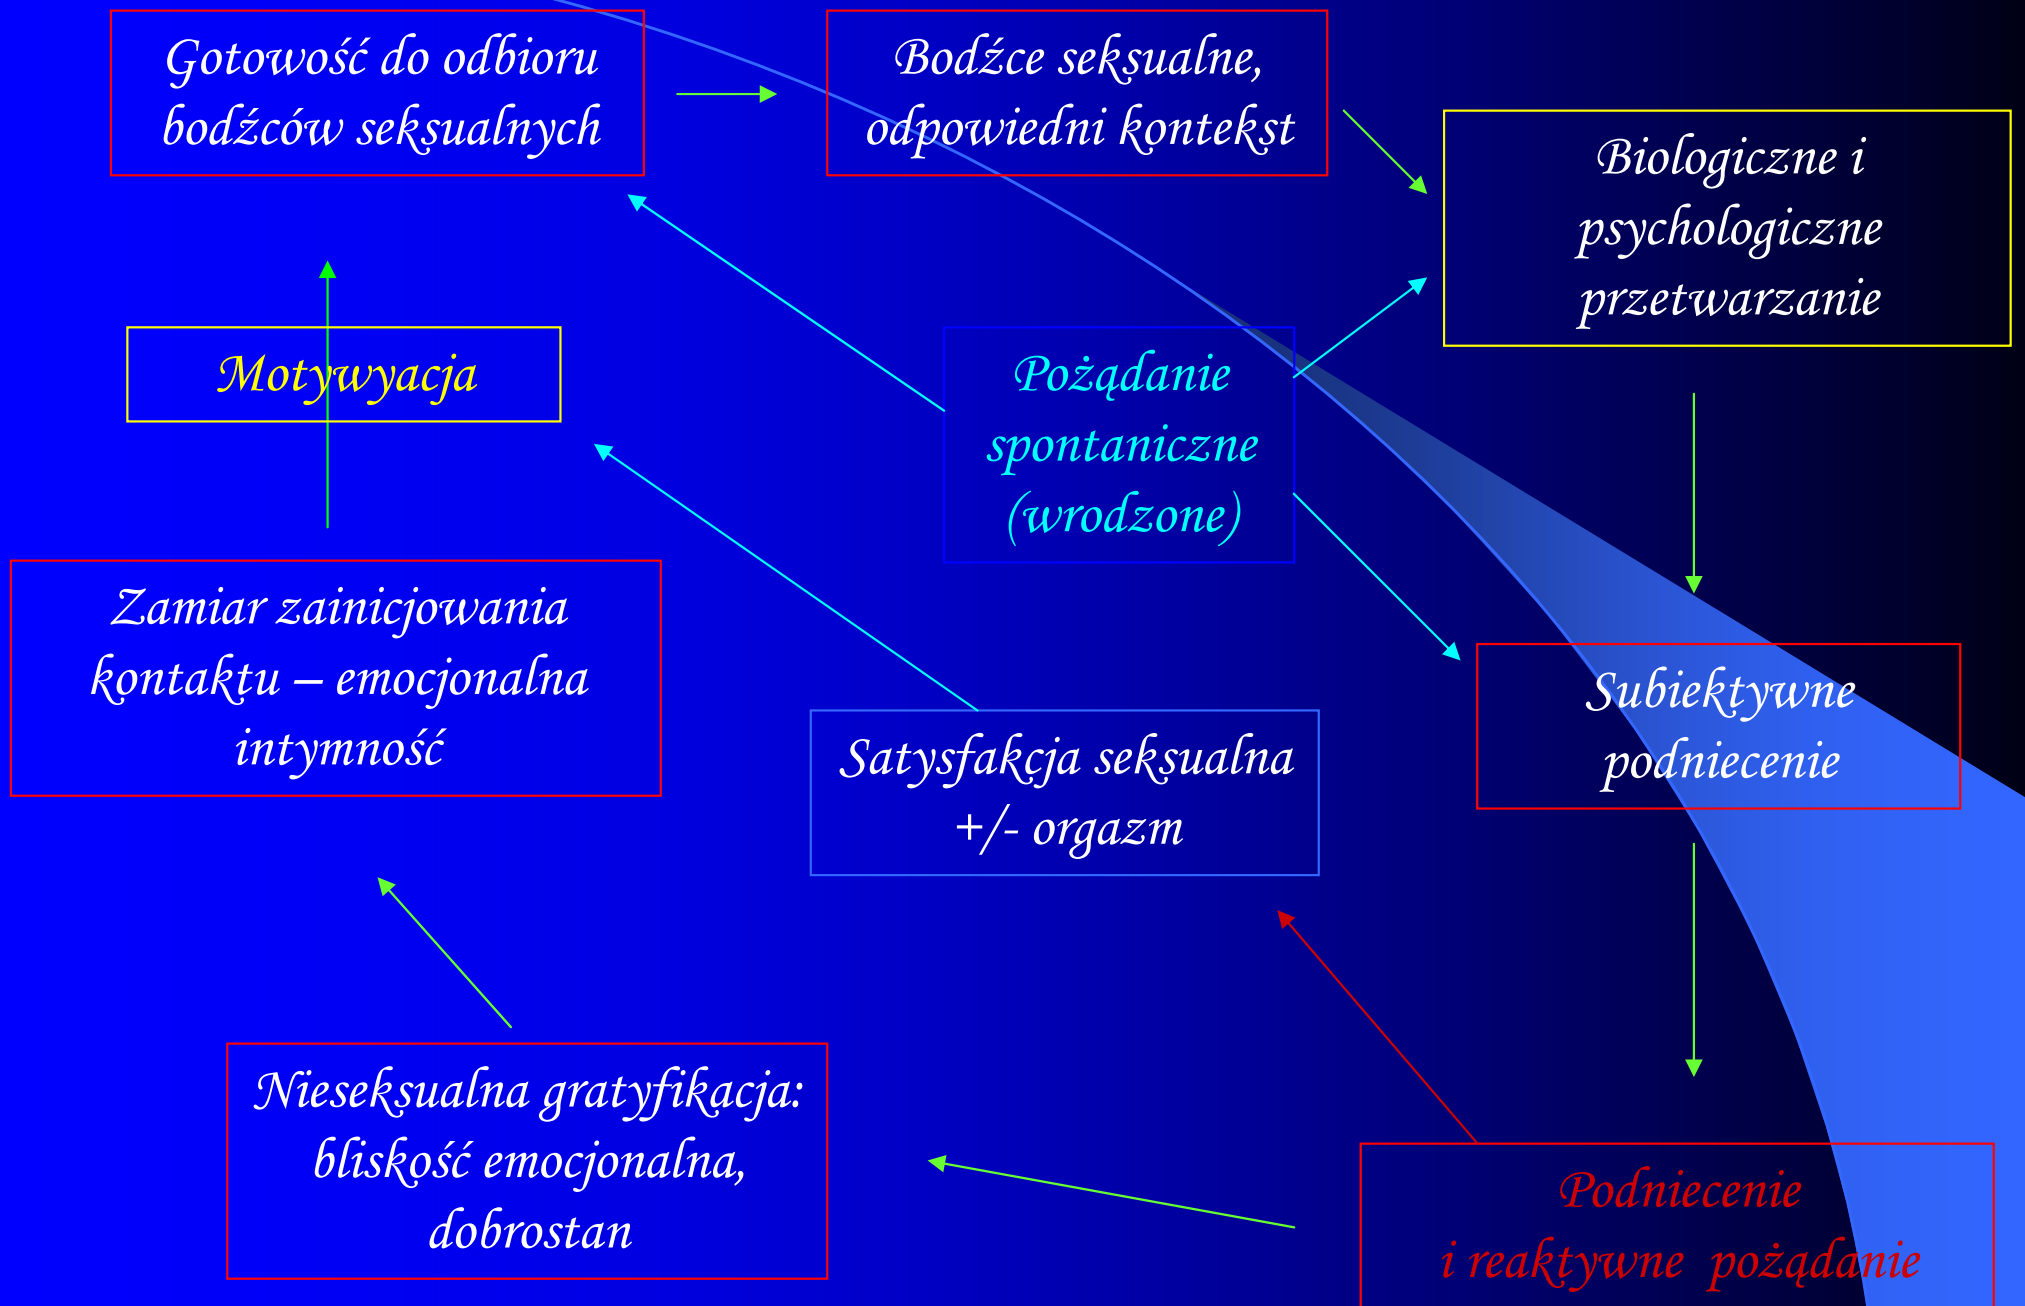 Gotowość do odbioru
bodźców seksualnych
Bodźce seksualne,
odpowiedni kontekst
Biologiczne i
psychologiczne
przetwarzanie
Motywyacja
Pożądanie
spontaniczne
(wrodzone)
Zamiar zainicjowania
kontaktu – emocjonalna
intymność
Satysfakcja seksualna
+/- orgazm
Subiektywne
podniecenie
Nieseksualna gratyfikacja:
bliskość emocjonalna,
dobrostan
Podniecenie
i reaktywne pożądanie